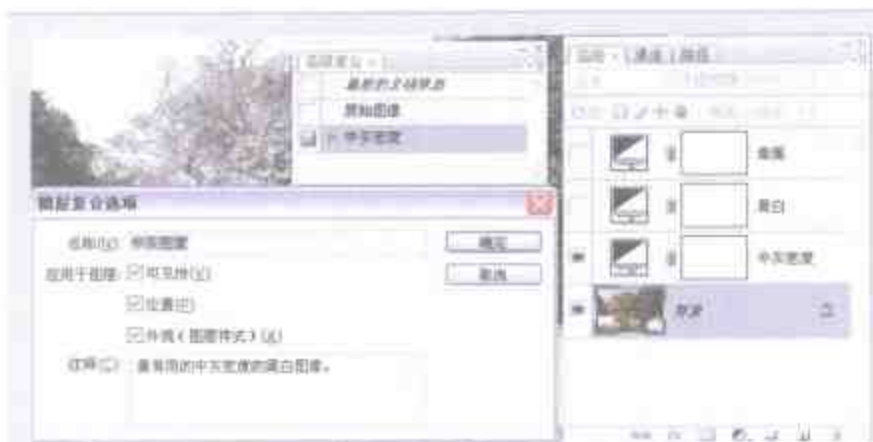 图层复合
最后的文档状态
原始图像
中灰密度
图层复合选项
名称(N): 中灰密度
确定
应用于图层: 可见性(V)
取消
位置(P)
外观(图层样式)(A)
注释(C): 最有用的中灰密度的黑白图像。
图层 通道 路径
黑白
中灰密度
背景